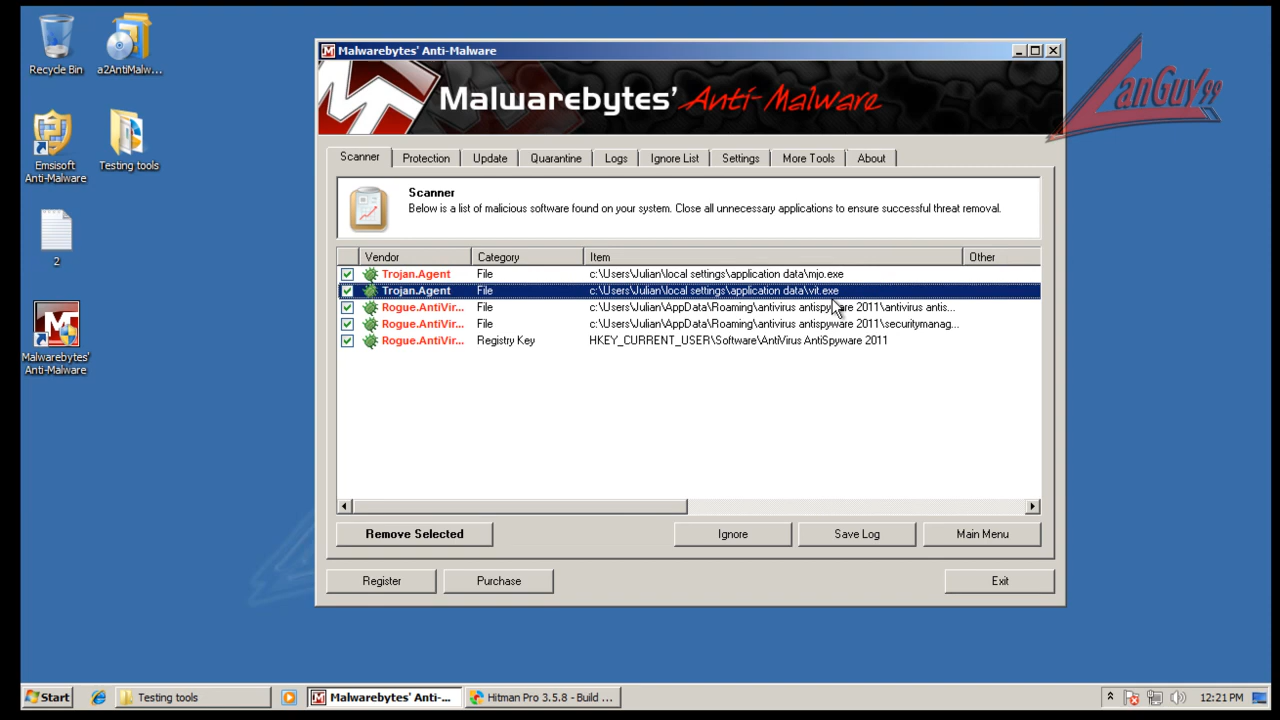 Recycle Bin
a2AntiMalw...
Emsisoft
Anti-Malware
Testing tools
2
Malwarebytes'
Anti-Malware
Malwarebytes' Anti-Malware
Malwarebytes' Anti-Malware
anGuy99
Scanner Protection Update Quarantine Logs Ignore List Settings More Tools About
Scanner
Below is a list of malicious software found on your system. Close all unnecessary applications to ensure successful threat removal.
Vendor Category Item Other
Trojan.Agent File c:\Users\Julian\local settings\application data\mjo.exe
Trojan.Agent File c:\Users\Julian\local settings\application data\vit.exe
Rogue.AntiVir... File c:\Users\Julian\AppData\Roaming\antivirus antispyware 2011\antivirus antis...
Rogue.AntiVir... File c:\Users\Julian\AppData\Roaming\antivirus antispyware 2011\securitymanag...
Rogue.AntiVir... Registry Key HKEY_CURRENT_USER\Software\AntiVirus AntiSpyware 2011
Remove Selected Ignore Save Log Main Menu
Register Purchase Exit
Start Testing tools Malwarebytes' Anti-... Hitman Pro 3.5.8 - Build ... 12:21 PM